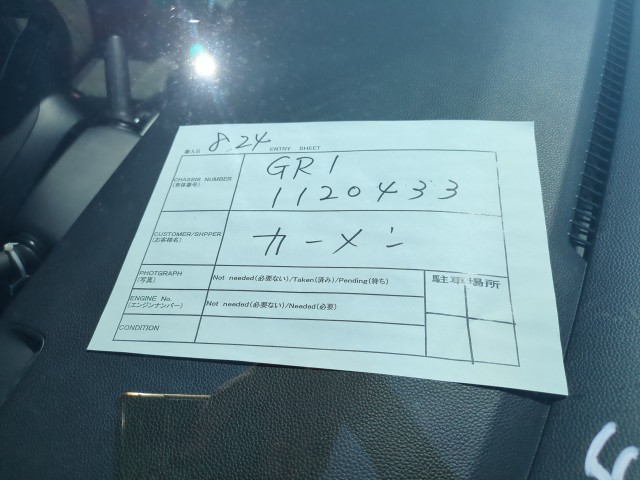 搬入日 8.24 ENTRY SHEET
CHASSIS NUMBER
(車体番号)
GR1
1120433
CUSTOMER/SHPPER
(お客様名)
カーメン
PHOTGRAPH
(写真)
Not needed(必要ない)/Taken(済み)/Pending(待ち)
駐車場所
ENGINE No.
(エンジンナンバー)
Not needed(必要ない)/Needed(必要)
CONDITION